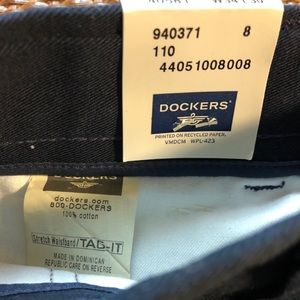 940371 8
110
44051008008
DOCKERS®
PRINTED ON RECYCLED PAPER,
VMDCM WPL-423
dockers.com
800-DOCKERS
100% cotton
Stretch Waistband/TAG-IT
MADE IN DOMINICAN
REPUBLIC CARE ON REVERSE